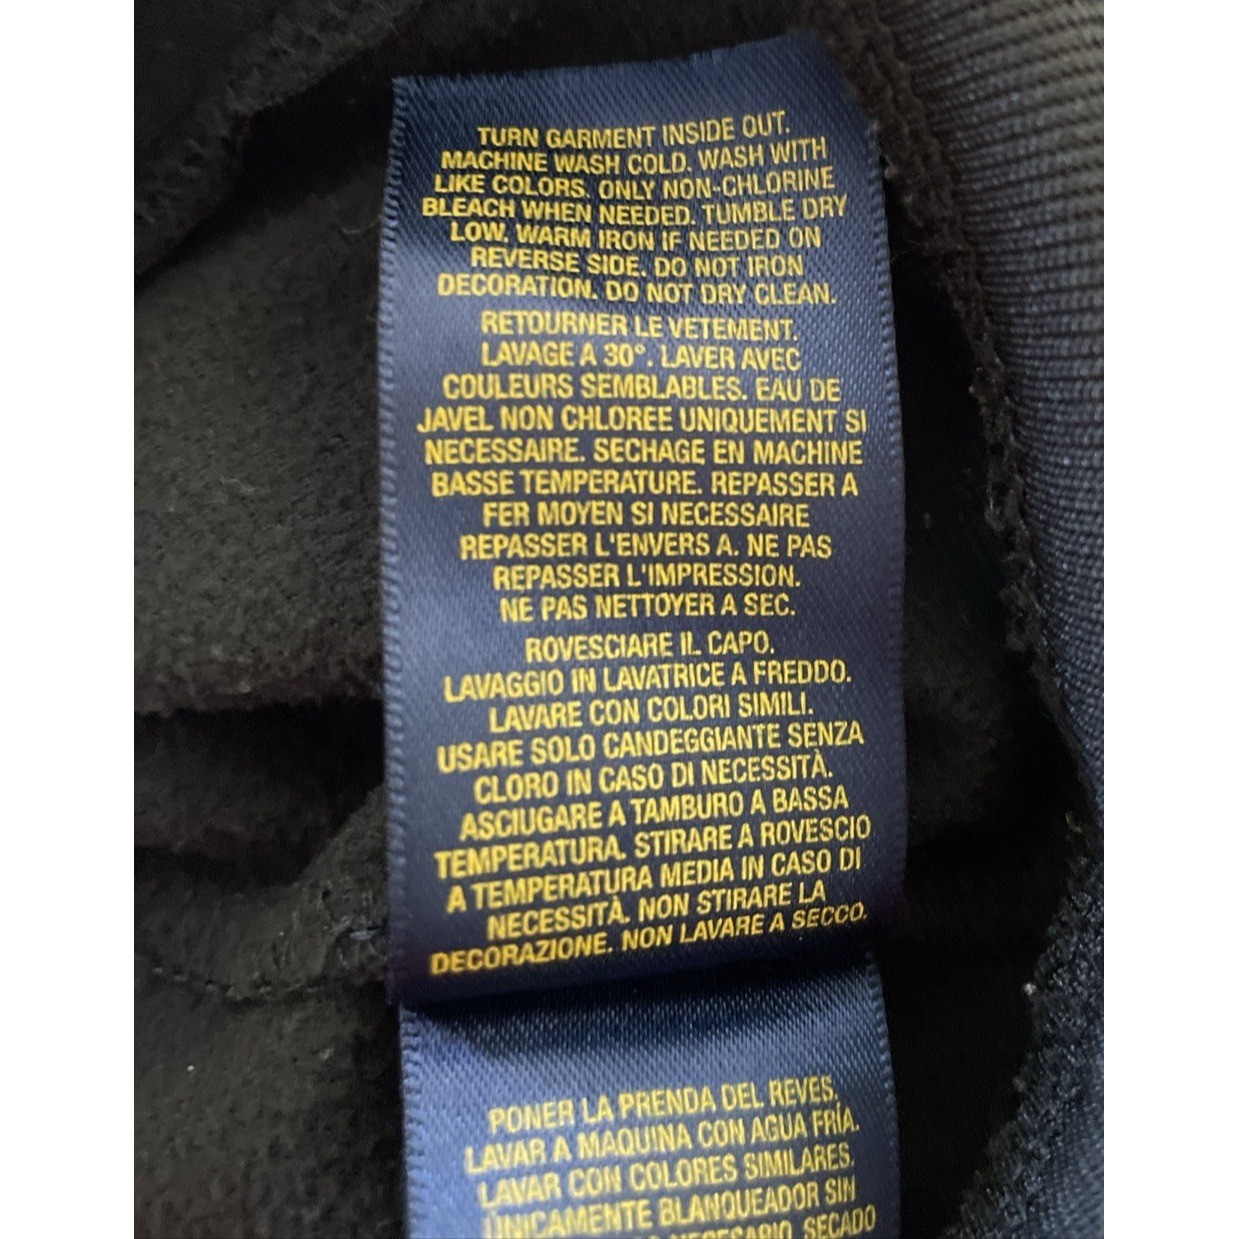 TURN GARMENT INSIDE OUT.
MACHINE WASH COLD. WASH WITH
LIKE COLORS. ONLY NON-CHLORINE
BLEACH WHEN NEEDED. TUMBLE DRY
LOW. WARM IRON IF NEEDED ON
REVERSE SIDE. DO NOT IRON
DECORATION. DO NOT DRY CLEAN.
RETOURNER LE VETEMENT.
LAVAGE A 30°. LAVER AVEC
COULEURS SEMBLABLES. EAU DE
JAVEL NON CHLOREE UNIQUEMENT SI
NECESSAIRE. SECHAGE EN MACHINE
BASSE TEMPERATURE. REPASSER A
FER MOYEN SI NECESSAIRE
REPASSER L'ENVERS A. NE PAS
REPASSER L'IMPRESSION.
NE PAS NETTOYER A SEC.
ROVESCIARE IL CAPO.
LAVAGGIO IN LAVATRICE A FREDDO.
LAVARE CON COLORI SIMILI.
USARE SOLO CANDEGGIANTE SENZA
CLORO IN CASO DI NECESSITÀ.
ASCIUGARE A TAMBURO A BASSA
TEMPERATURA. STIRARE A ROVESCIO
A TEMPERATURA MEDIA IN CASO DI
NECESSITÀ. NON STIRARE LA
DECORAZIONE. NON LAVARE A SECCO.
PONER LA PRENDA DEL REVES.
LAVAR A MAQUINA CON AGUA FRÍA.
LAVAR CON COLORES SIMILARES.
ÚNICAMENTE BLANQUEADOR SIN
NECESARIO. SECADO